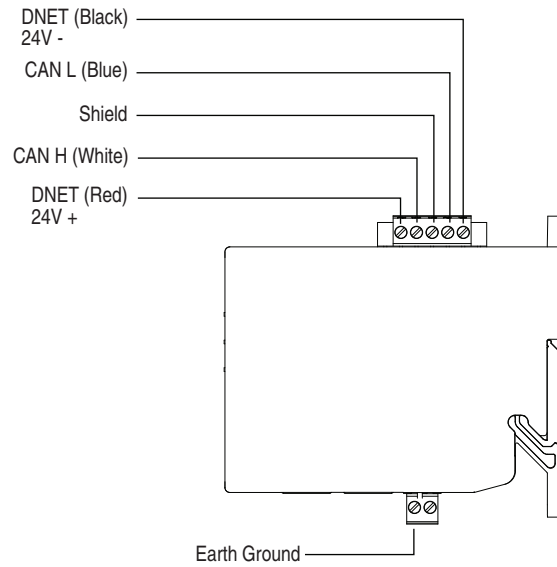 DNET (Black)
24V -
CAN L (Blue)
Shield
CAN H (White)
DNET (Red)
24V +
Earth Ground